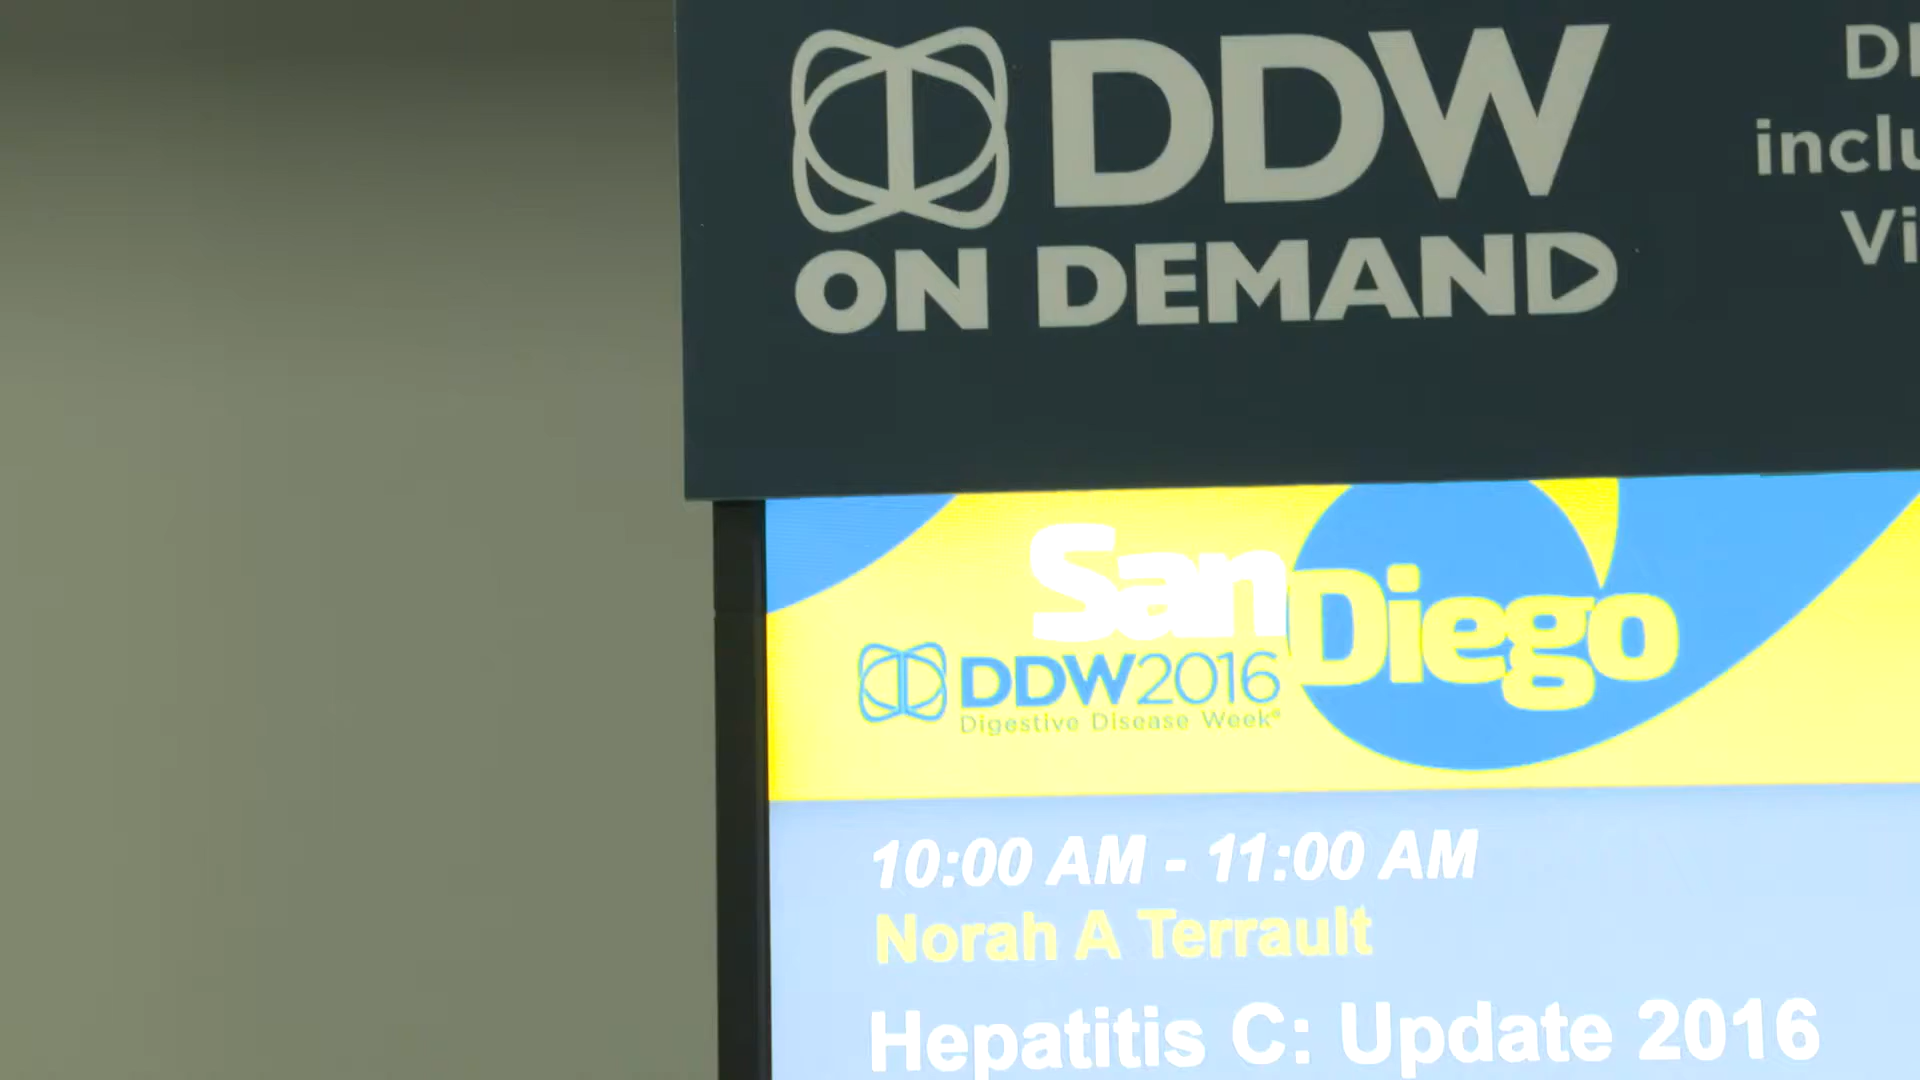 DDW
ON DEMAND
San
Diego
DDW2016
Digestive Disease Week®
10:00 AM - 11:00 AM
Norah A Terrault
Hepatitis C: Update 2016